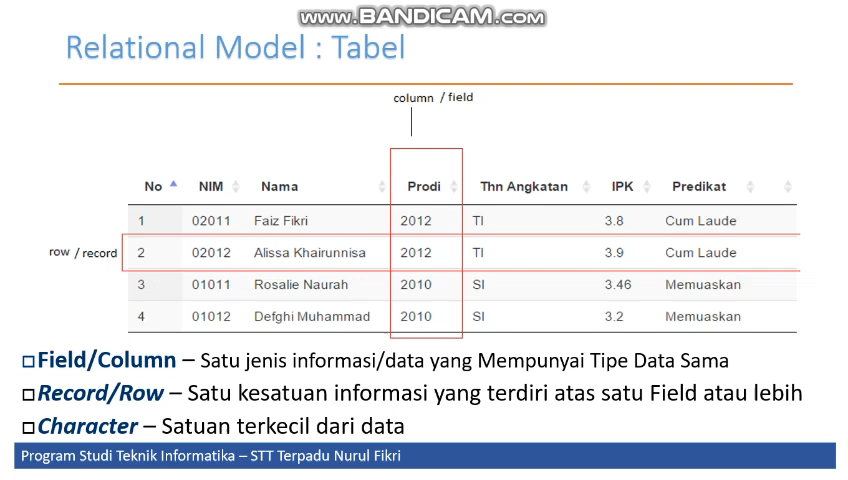 www.BANDICAM.com
Relational Model : Tabel
column / field
No NIM Nama Prodi Thn Angkatan IPK Predikat
1 02011 Faiz Fikri 2012 TI 3.8 Cum Laude
row / record 2 02012 Alissa Khairunnisa 2012 TI 3.9 Cum Laude
3 01011 Rosalie Naurah 2010 SI 3.46 Memuaskan
4 01012 Defghi Muhammad 2010 SI 3.2 Memuaskan
Field/Column – Satu jenis informasi/data yang Mempunyai Tipe Data Sama
Record/Row – Satu kesatuan informasi yang terdiri atas satu Field atau lebih
Character – Satuan terkecil dari data
Program Studi Teknik Informatika – STT Terpadu Nurul Fikri